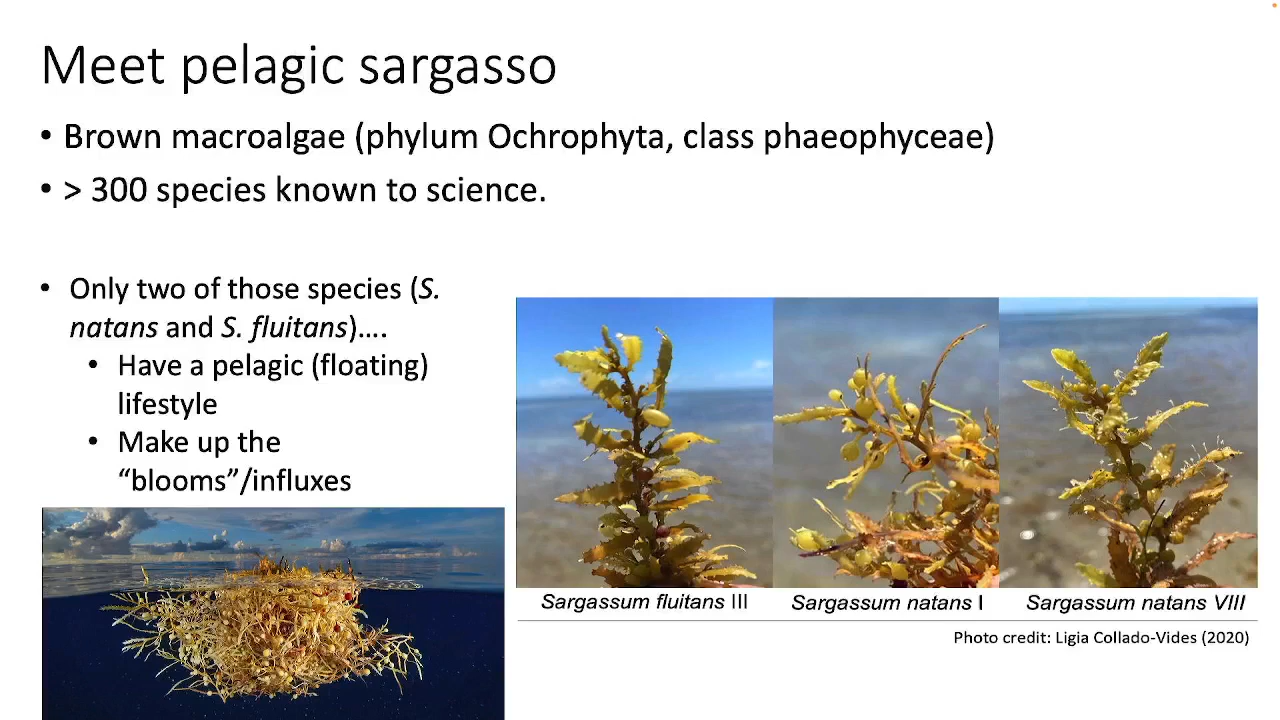 Meet pelagic sargasso
• Brown macroalgae (phylum Ochrophyta, class phaeophyceae)
• > 300 species known to science.
• Only two of those species (S.
natans and S. fluitans)….
• Have a pelagic (floating)
lifestyle
• Make up the
“blooms”/influxes
Sargassum fluitans III
Sargassum natans I
Sargassum natans VIII
Photo credit: Ligia Collado-Vides (2020)